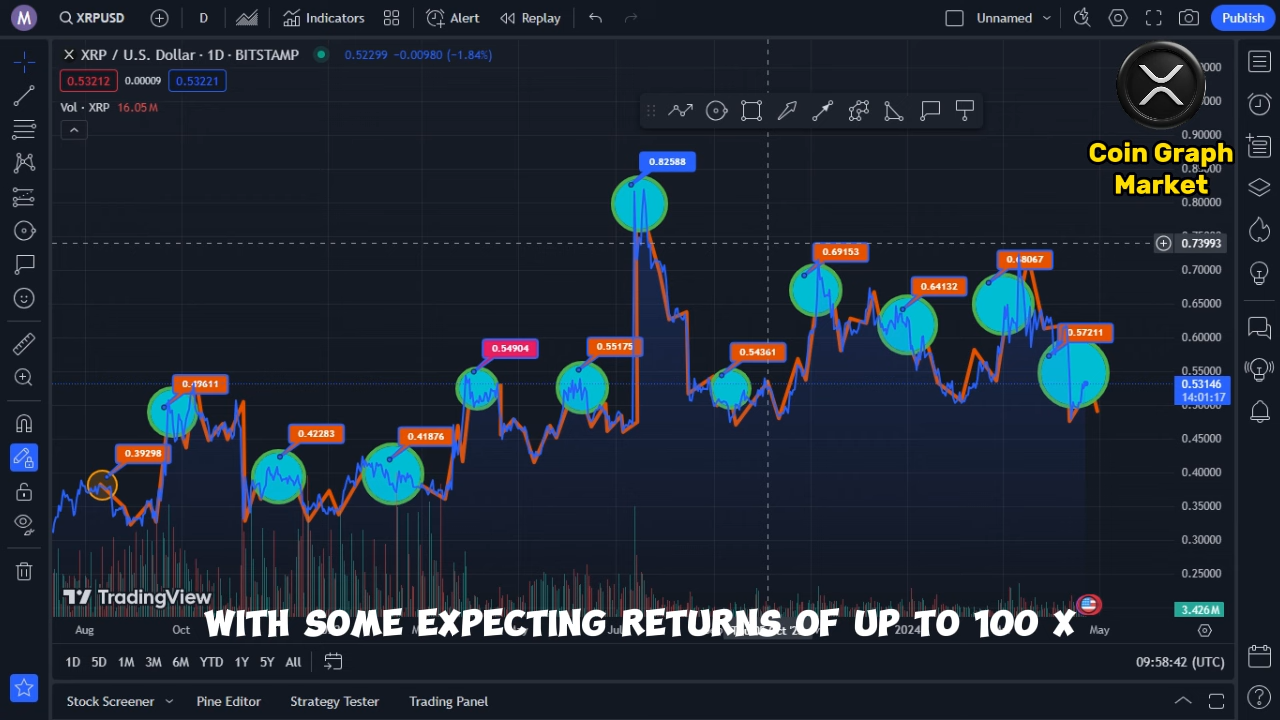 M
XRPUSD
D
Indicators
Alert
Replay
Unnamed
Publish
XRP / U.S. Dollar · 1D · BITSTAMP
0.52299 −0.00980 (−1.84%)
0.53212
0.00009
0.53221
Vol · XRP 16.05 M
Coin Graph
Market
0.90000
0.80000
0.73993
0.70000
0.65000
0.60000
0.55000
0.53146
14:01:17
0.50000
0.45000
0.40000
0.35000
0.30000
0.25000
3.426M
0.82588
0.69153
0.68067
0.64132
0.57211
0.54904
0.55175
0.54361
0.49611
0.42283
0.41876
0.39298
TradingView
WITH SOME EXPECTING RETURNS OF UP TO 100 X
Aug
Oct
2024
May
1D
5D
1M
3M
6M
YTD
1Y
5Y
All
09:58:42 (UTC)
Stock Screener
Pine Editor
Strategy Tester
Trading Panel